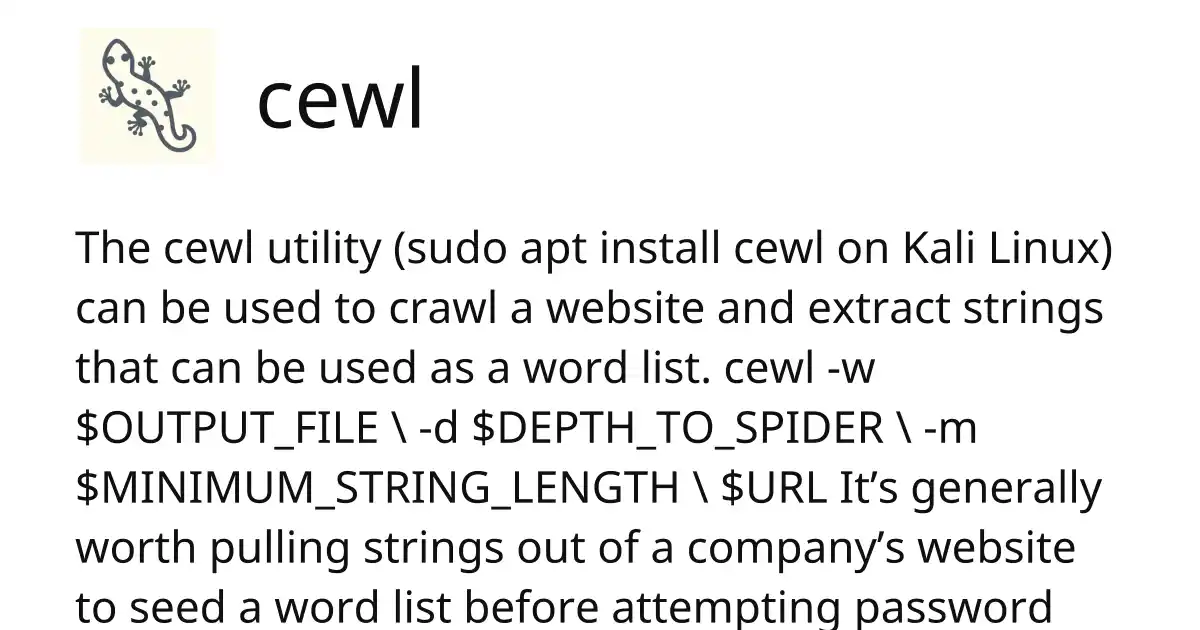 cewl
The cewl utility (sudo apt install cewl on Kali Linux)
can be used to crawl a website and extract strings
that can be used as a word list. cewl -w
$OUTPUT_FILE \ -d $DEPTH_TO_SPIDER \ -m
$MINIMUM_STRING_LENGTH \ $URL It’s generally
worth pulling strings out of a company’s website
to seed a word list before attempting password